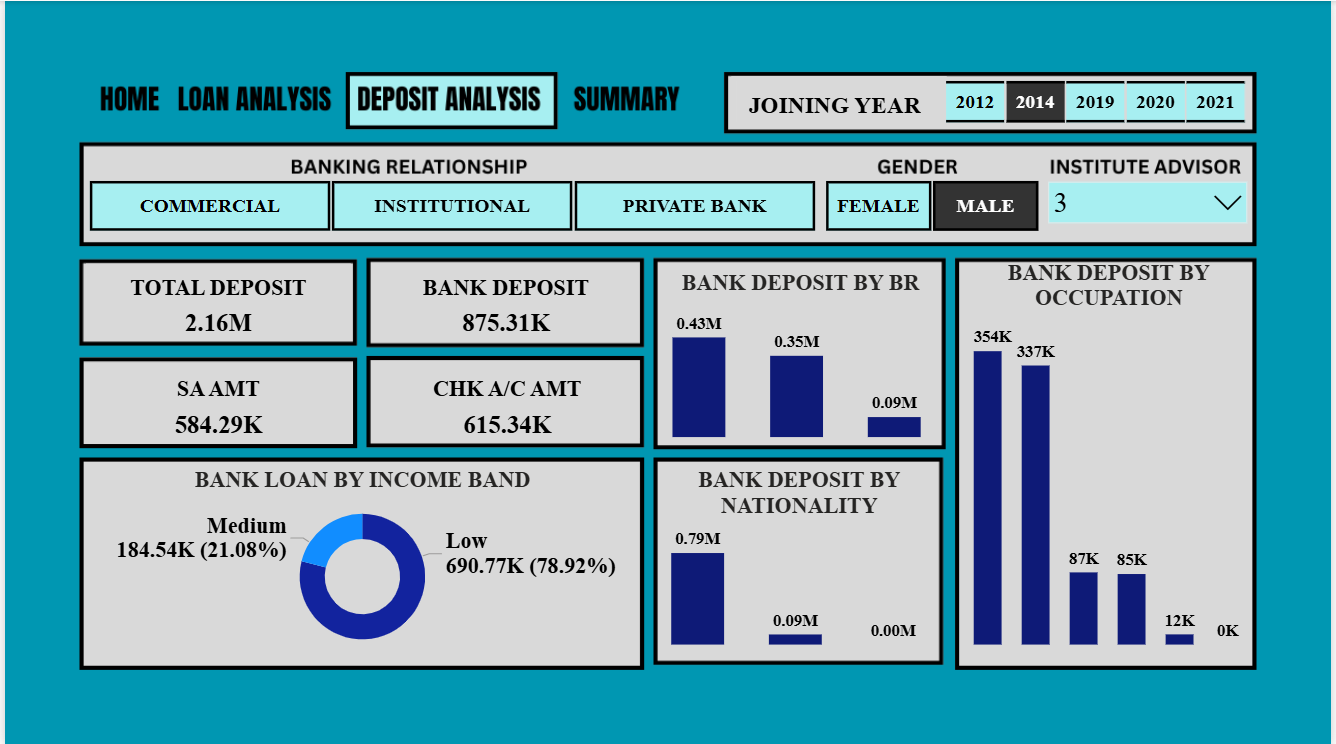 HOME LOAN ANALYSIS DEPOSIT ANALYSIS SUMMARY
JOINING YEAR 2012 2014 2019 2020 2021
BANKING RELATIONSHIP
COMMERCIAL INSTITUTIONAL PRIVATE BANK
GENDER
FEMALE MALE
INSTITUTE ADVISOR
3
TOTAL DEPOSIT
2.16M
BANK DEPOSIT
875.31K
SA AMT
584.29K
CHK A/C AMT
615.34K
BANK DEPOSIT BY BR
0.43M
0.35M
0.09M
BANK DEPOSIT BY
OCCUPATION
354K
337K
87K
85K
12K
0K
BANK LOAN BY INCOME BAND
Medium
184.54K (21.08%)
Low
690.77K (78.92%)
BANK DEPOSIT BY
NATIONALITY
0.79M
0.09M
0.00M